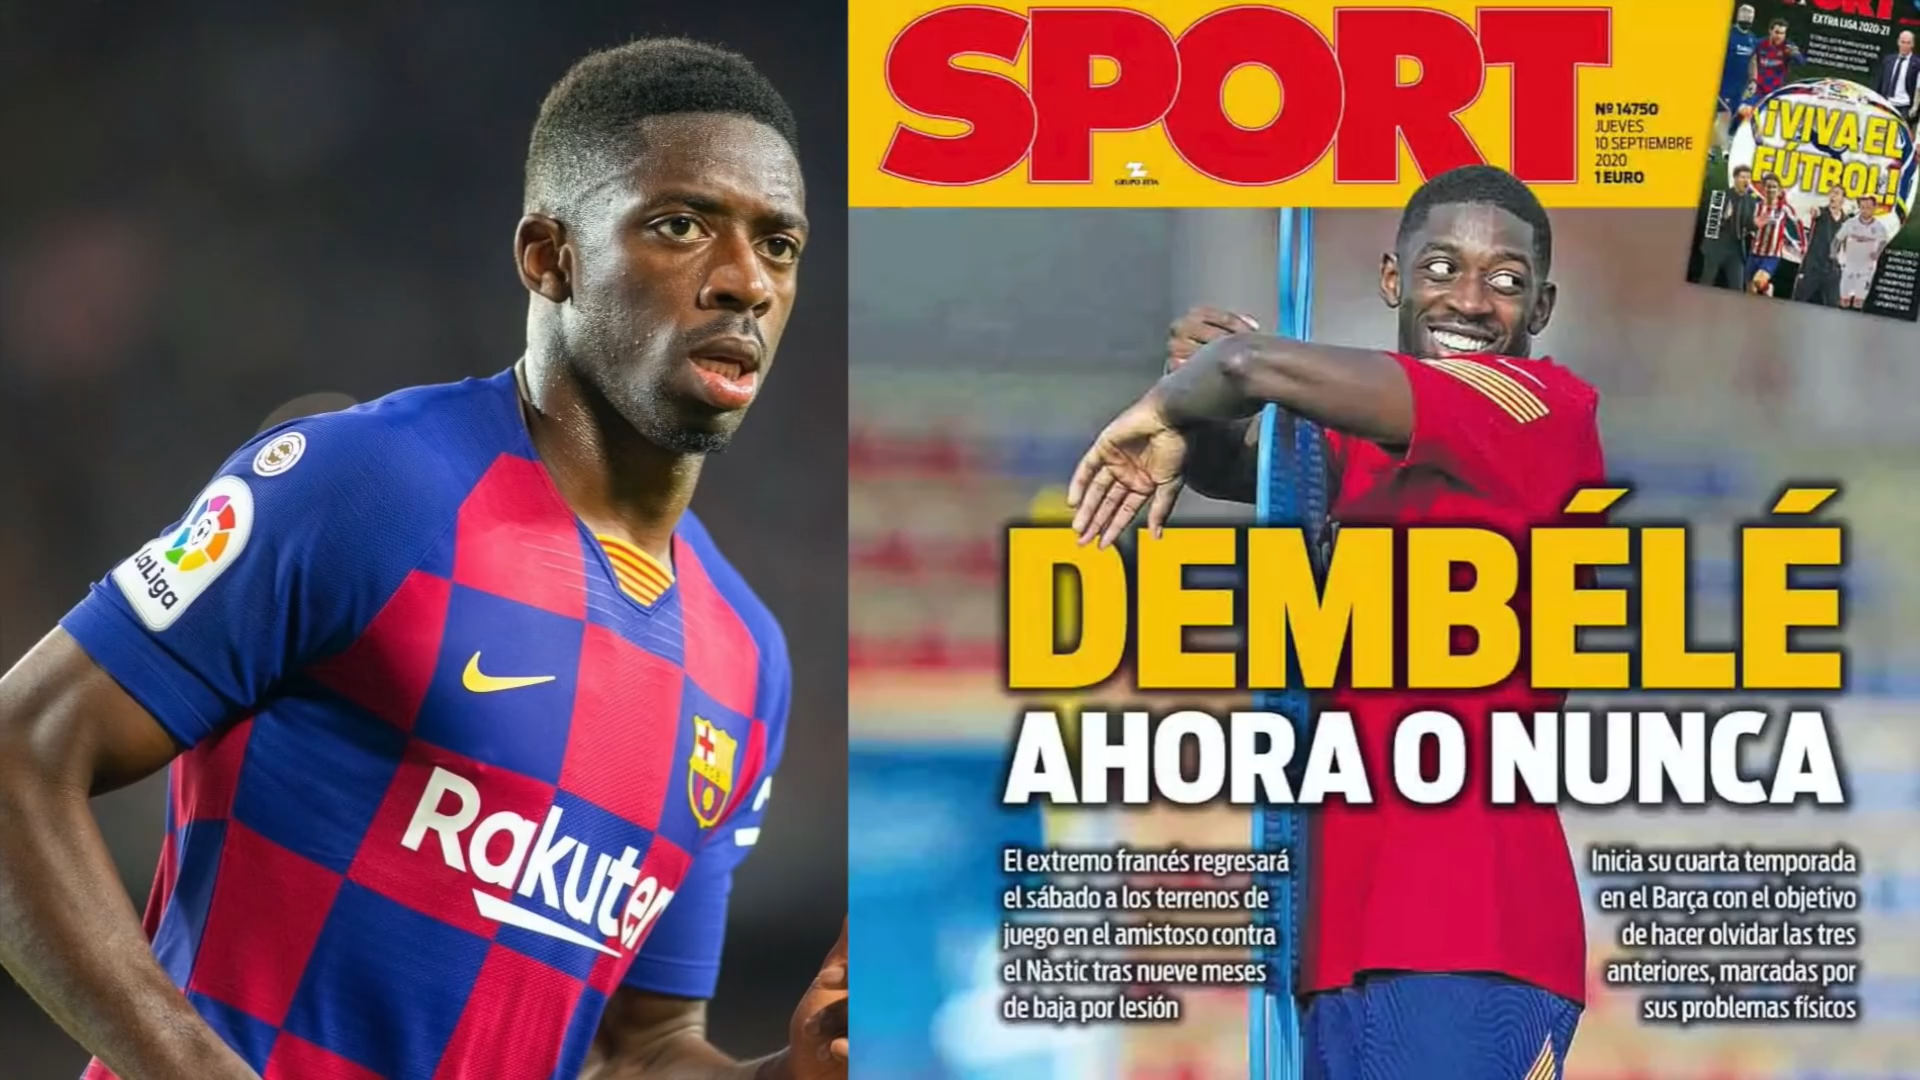 LaLiga
Rakuten
SPORT
GRUPO ZETA
Nº 14750
JUEVES
10 SEPTIEMBRE
2020
1 EURO
EXTRA LIGA 2020-21
¡VIVA EL
FÚTBOL!
DEMBÉLÉ
AHORA O NUNCA
El extremo francés regresará
el sábado a los terrenos de
juego en el amistoso contra
el Nàstic tras nueve meses
de baja por lesión
Inicia su cuarta temporada
en el Barça con el objetivo
de hacer olvidar las tres
anteriores, marcadas por
sus problemas físicos